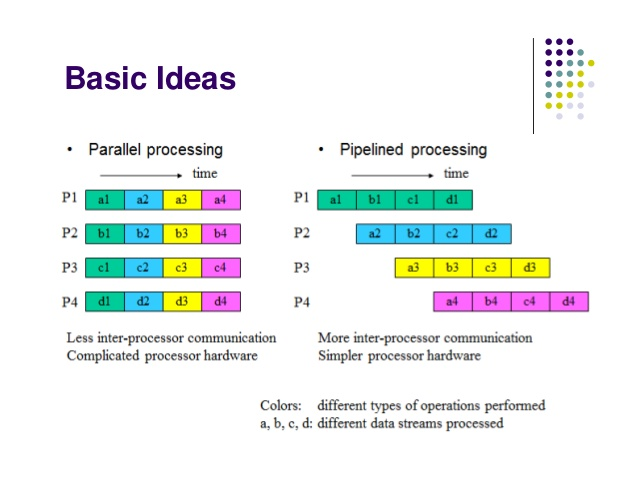 Basic Ideas
• Parallel processing
time
P1 a1 a2 a3 a4
P2 b1 b2 b3 b4
P3 c1 c2 c3 c4
P4 d1 d2 d3 d4
Less inter-processor communication
Complicated processor hardware
• Pipelined processing
time
P1 a1 b1 c1 d1
P2 a2 b2 c2 d2
P3 a3 b3 c3 d3
P4 a4 b4 c4 d4
More inter-processor communication
Simpler processor hardware
Colors: different types of operations performed
a, b, c, d: different data streams processed